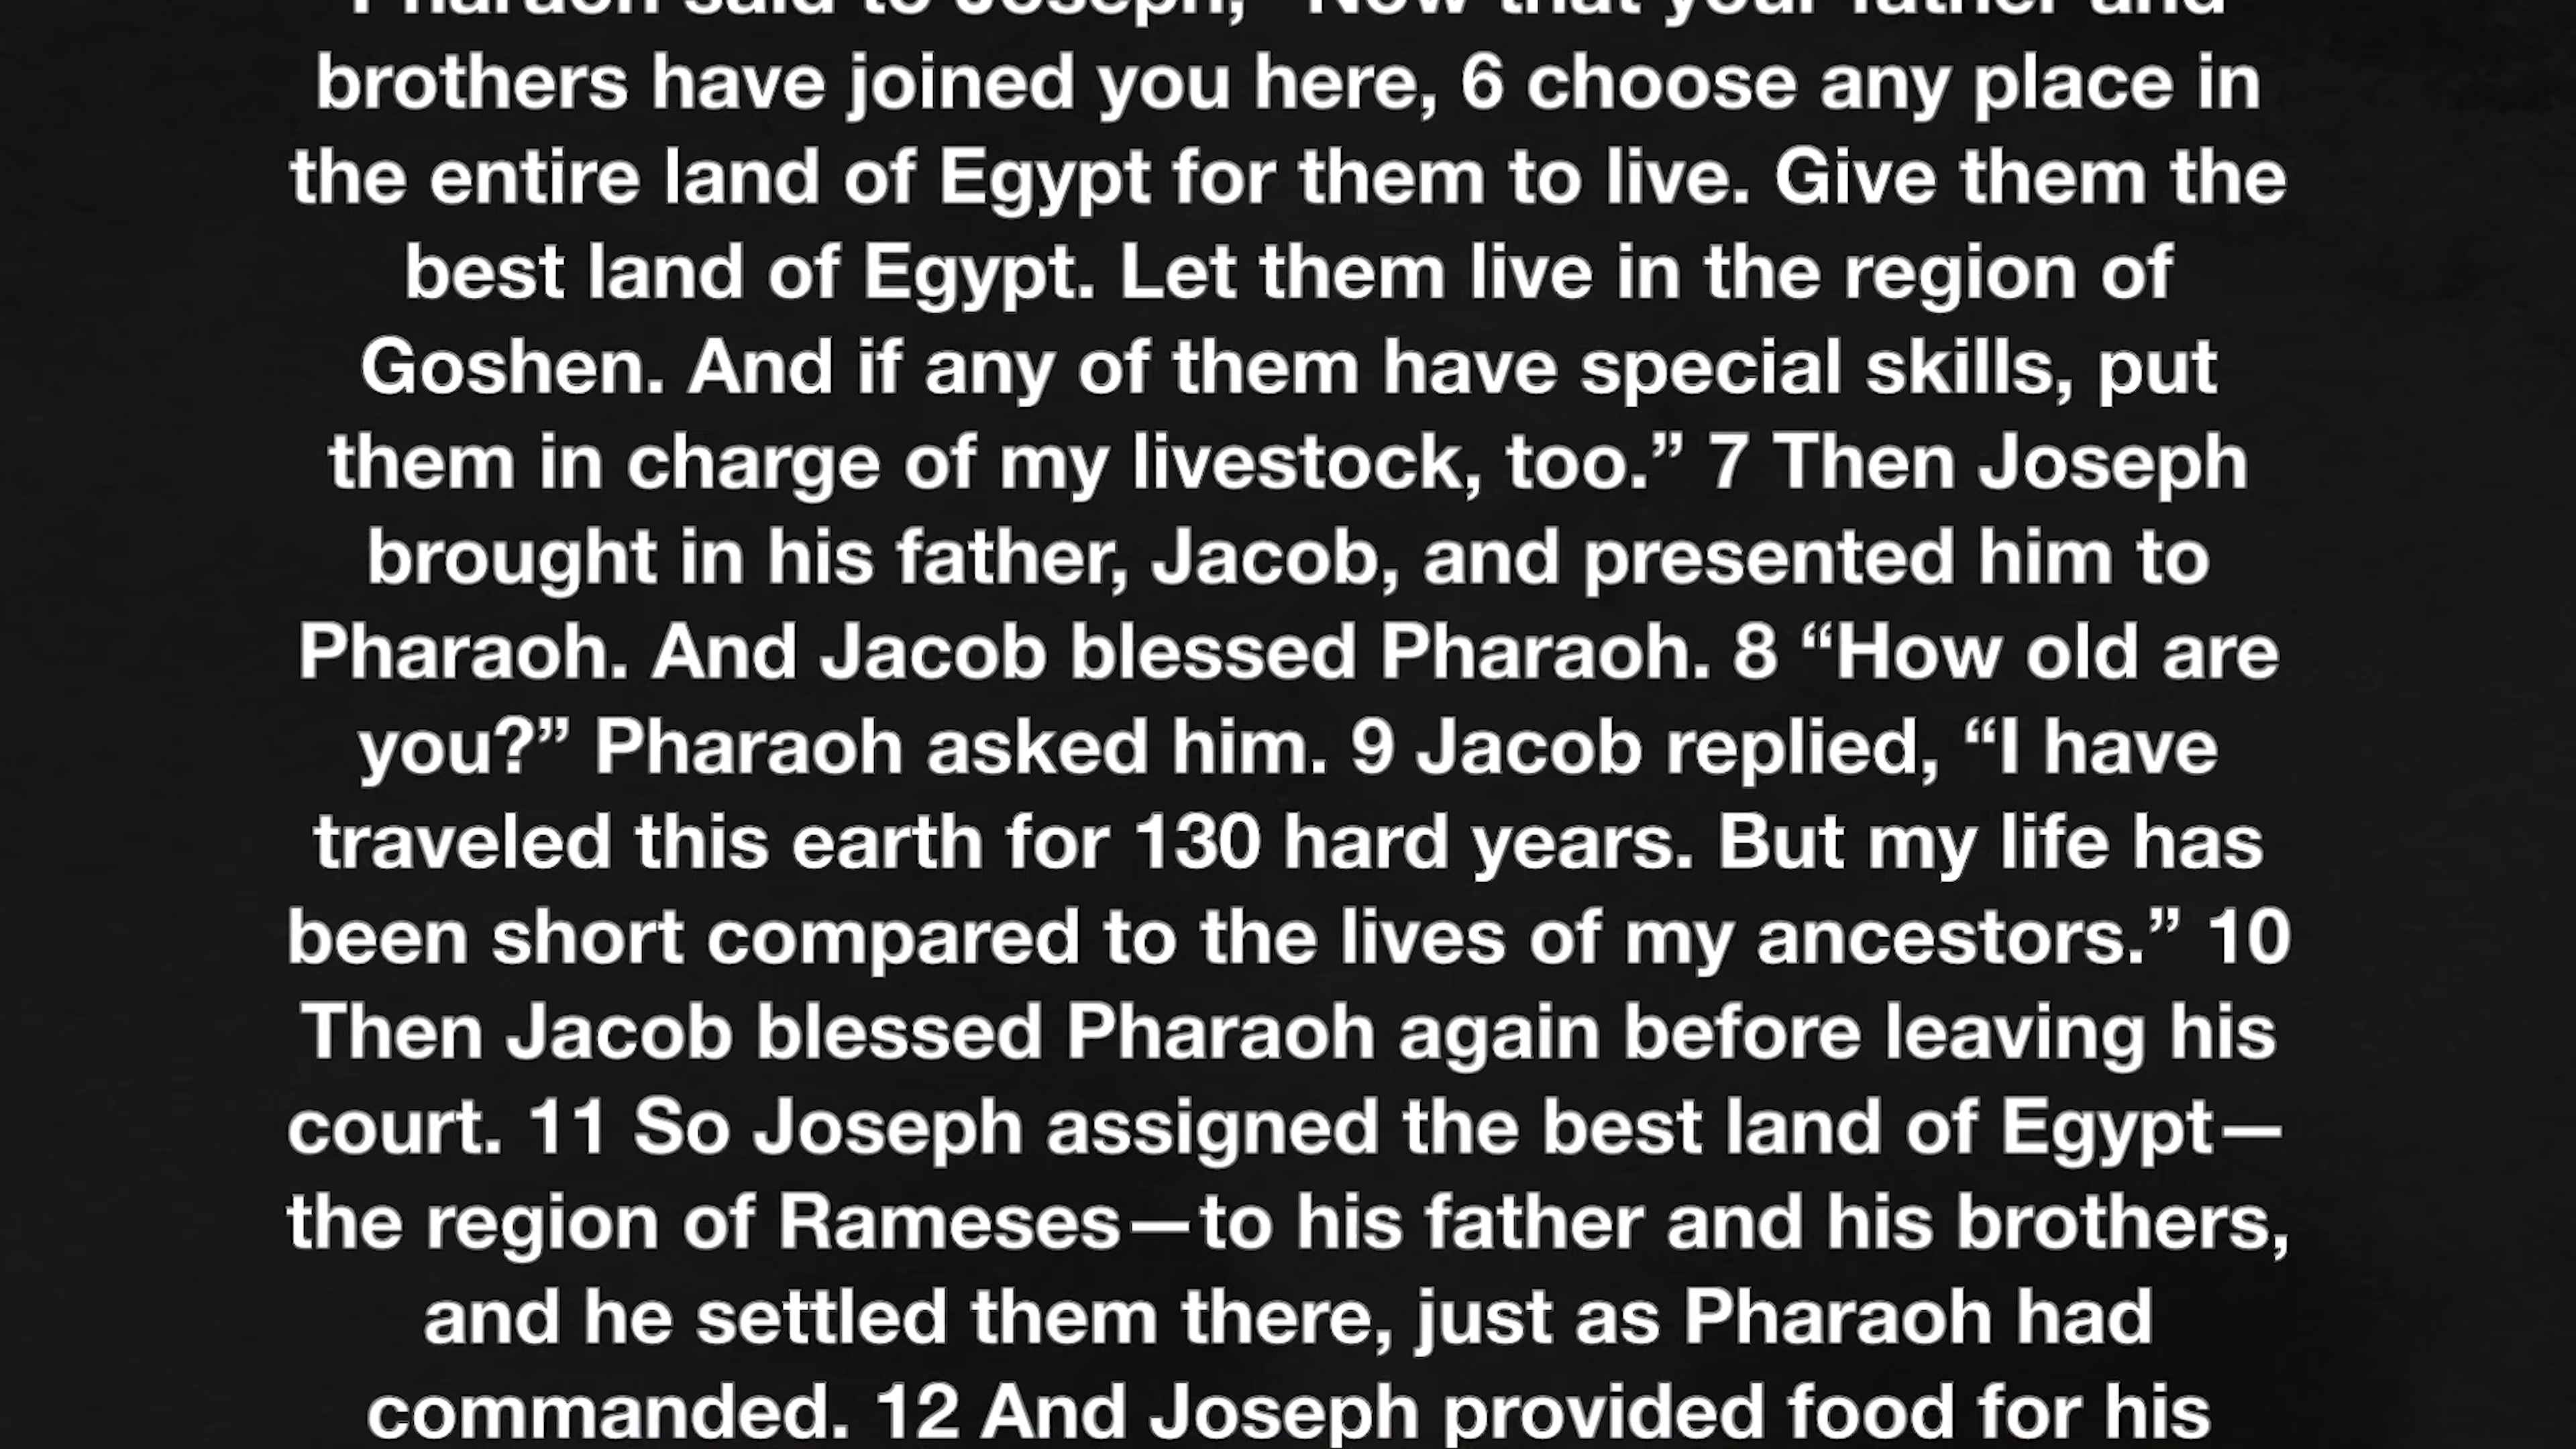 Pharaoh said to Joseph, “Now that your father and
brothers have joined you here, 6 choose any place in
the entire land of Egypt for them to live. Give them the
best land of Egypt. Let them live in the region of
Goshen. And if any of them have special skills, put
them in charge of my livestock, too.” 7 Then Joseph
brought in his father, Jacob, and presented him to
Pharaoh. And Jacob blessed Pharaoh. 8 “How old are
you?” Pharaoh asked him. 9 Jacob replied, “I have
traveled this earth for 130 hard years. But my life has
been short compared to the lives of my ancestors.” 10
Then Jacob blessed Pharaoh again before leaving his
court. 11 So Joseph assigned the best land of Egypt—
the region of Rameses—to his father and his brothers,
and he settled them there, just as Pharaoh had
commanded. 12 And Joseph provided food for his